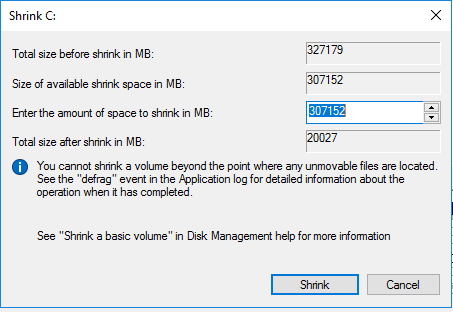 Shrink C:
Total size before shrink in MB: 327179
Size of available shrink space in MB: 307152
Enter the amount of space to shrink in MB: 307152
Total size after shrink in MB: 20027
You cannot shrink a volume beyond the point where any unmovable files are located.
See the "defrag" event in the Application log for detailed information about the
operation when it has completed.
See "Shrink a basic volume" in Disk Management help for more information
Shrink Cancel